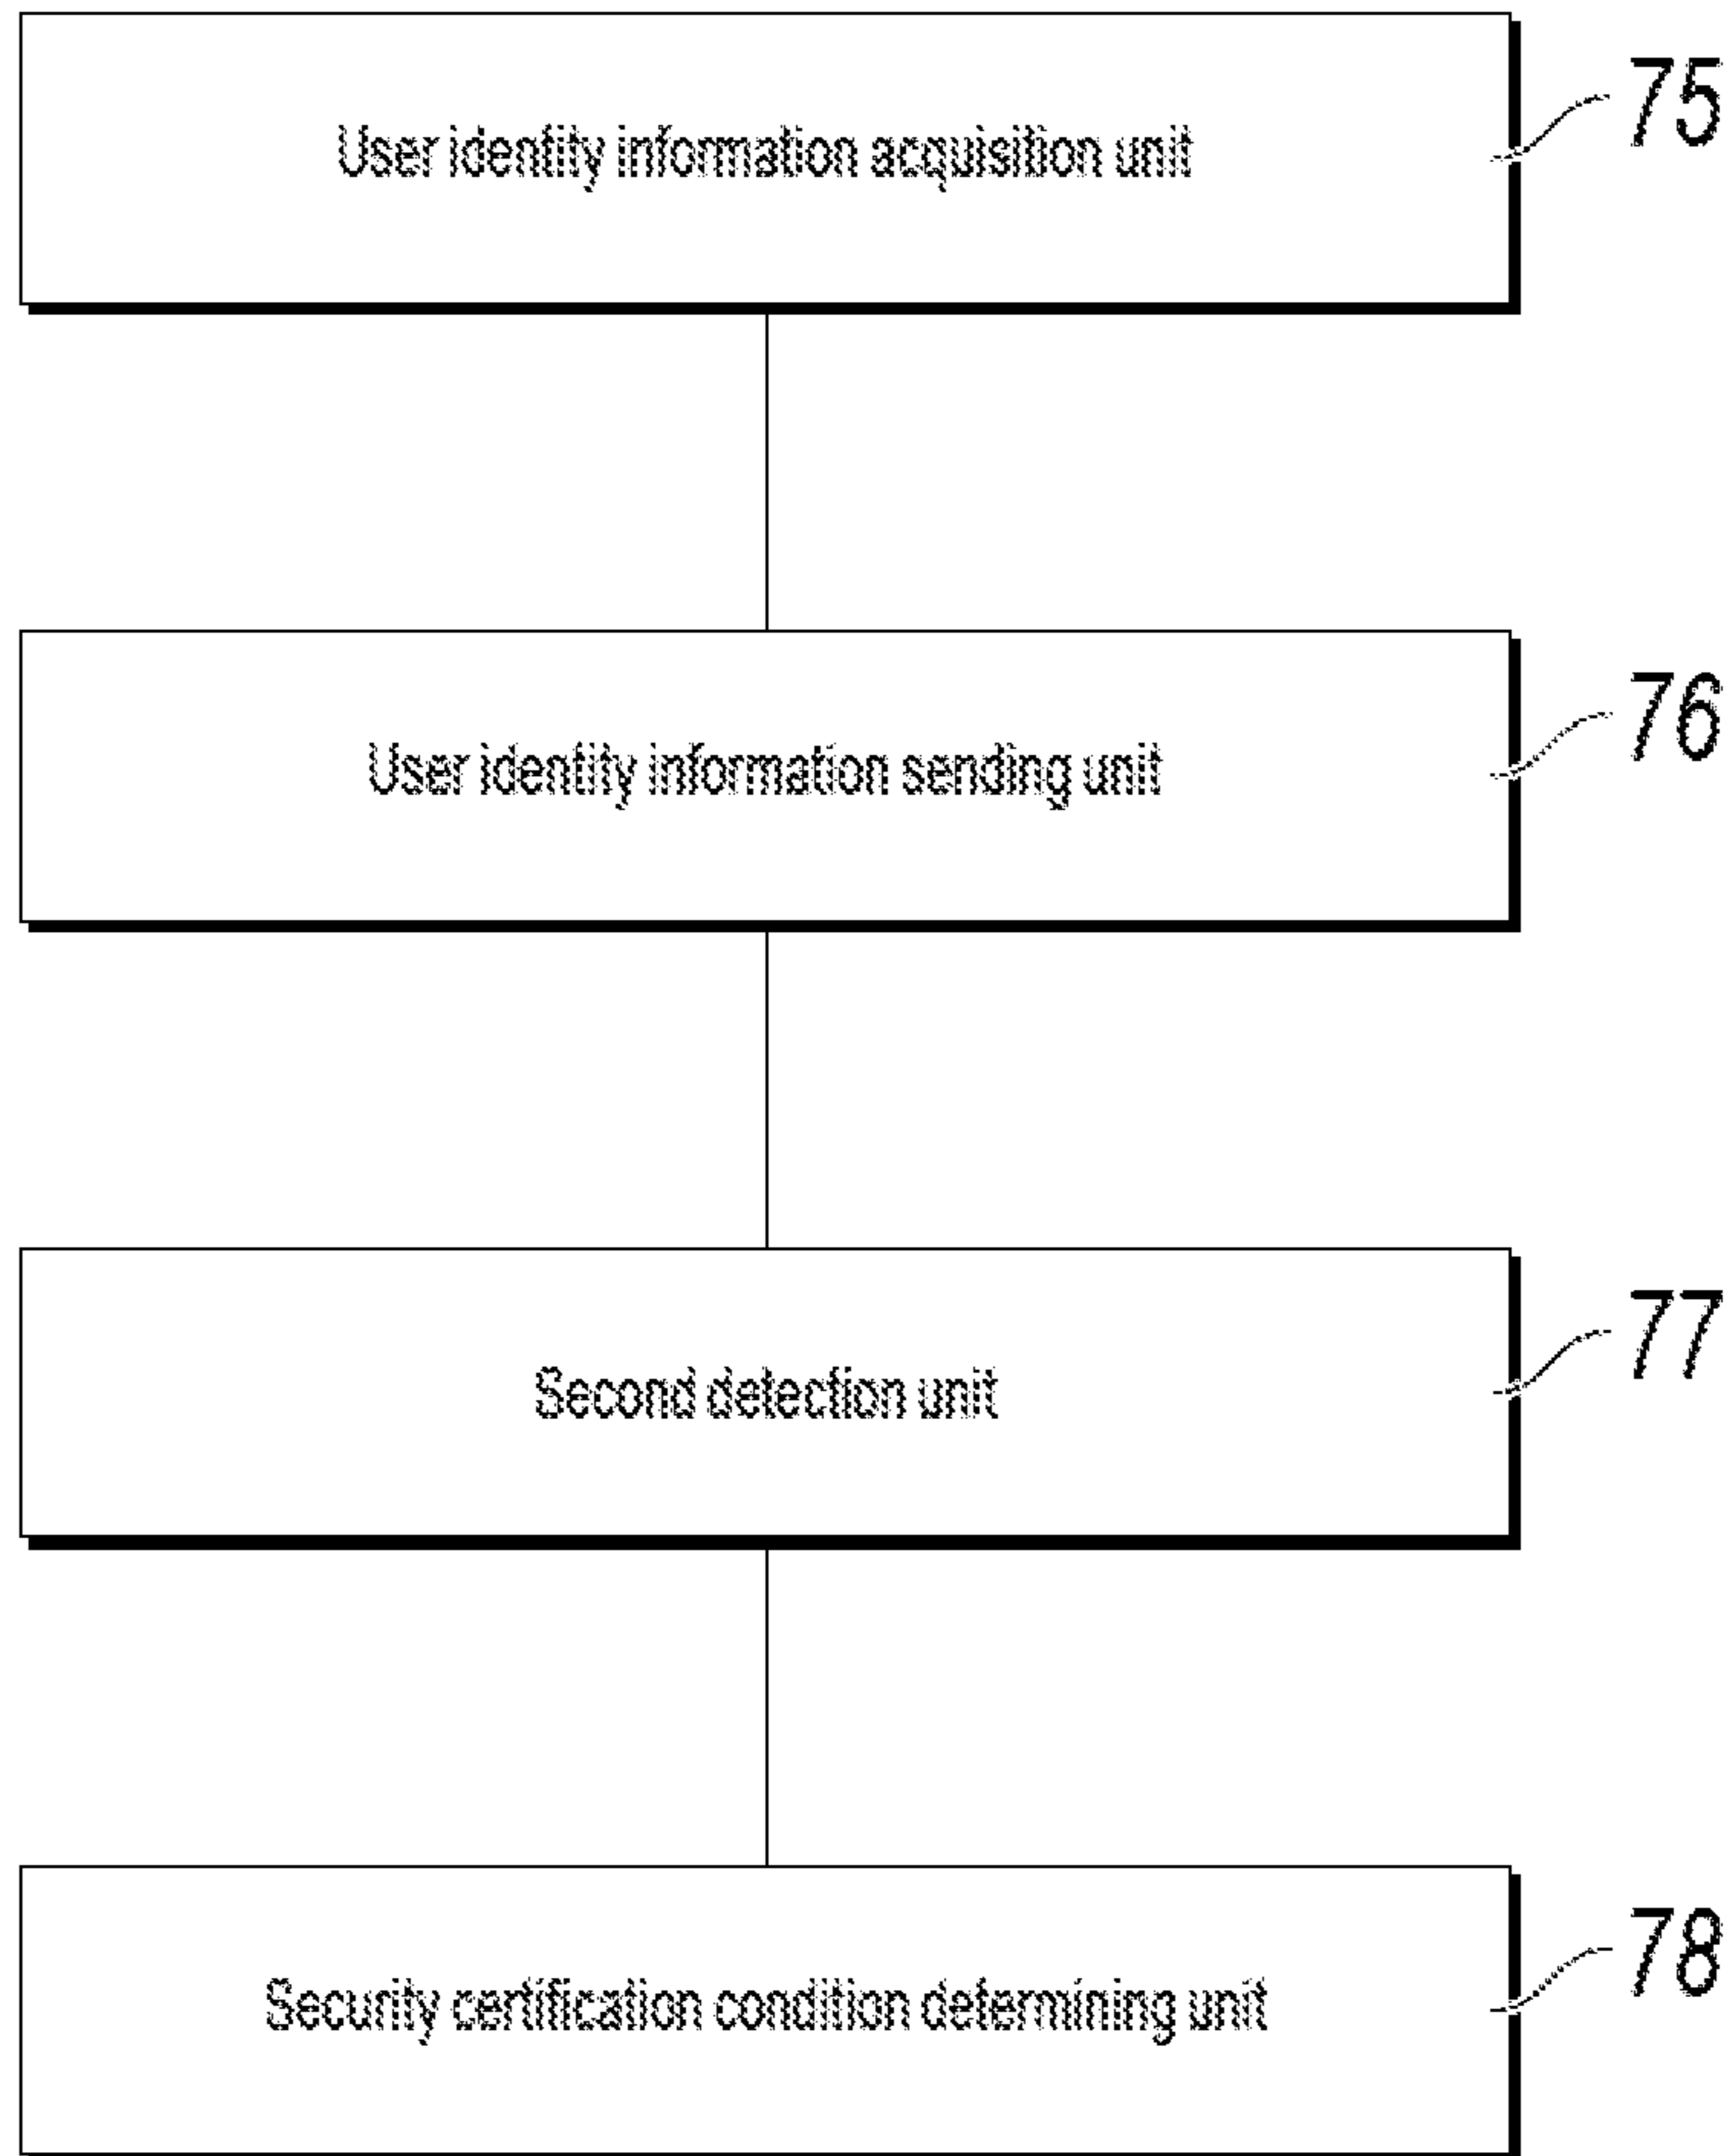 User identity information acquisition unit
75
User identity information sending unit
76
Second detection unit
77
Security certification condition determining unit
78